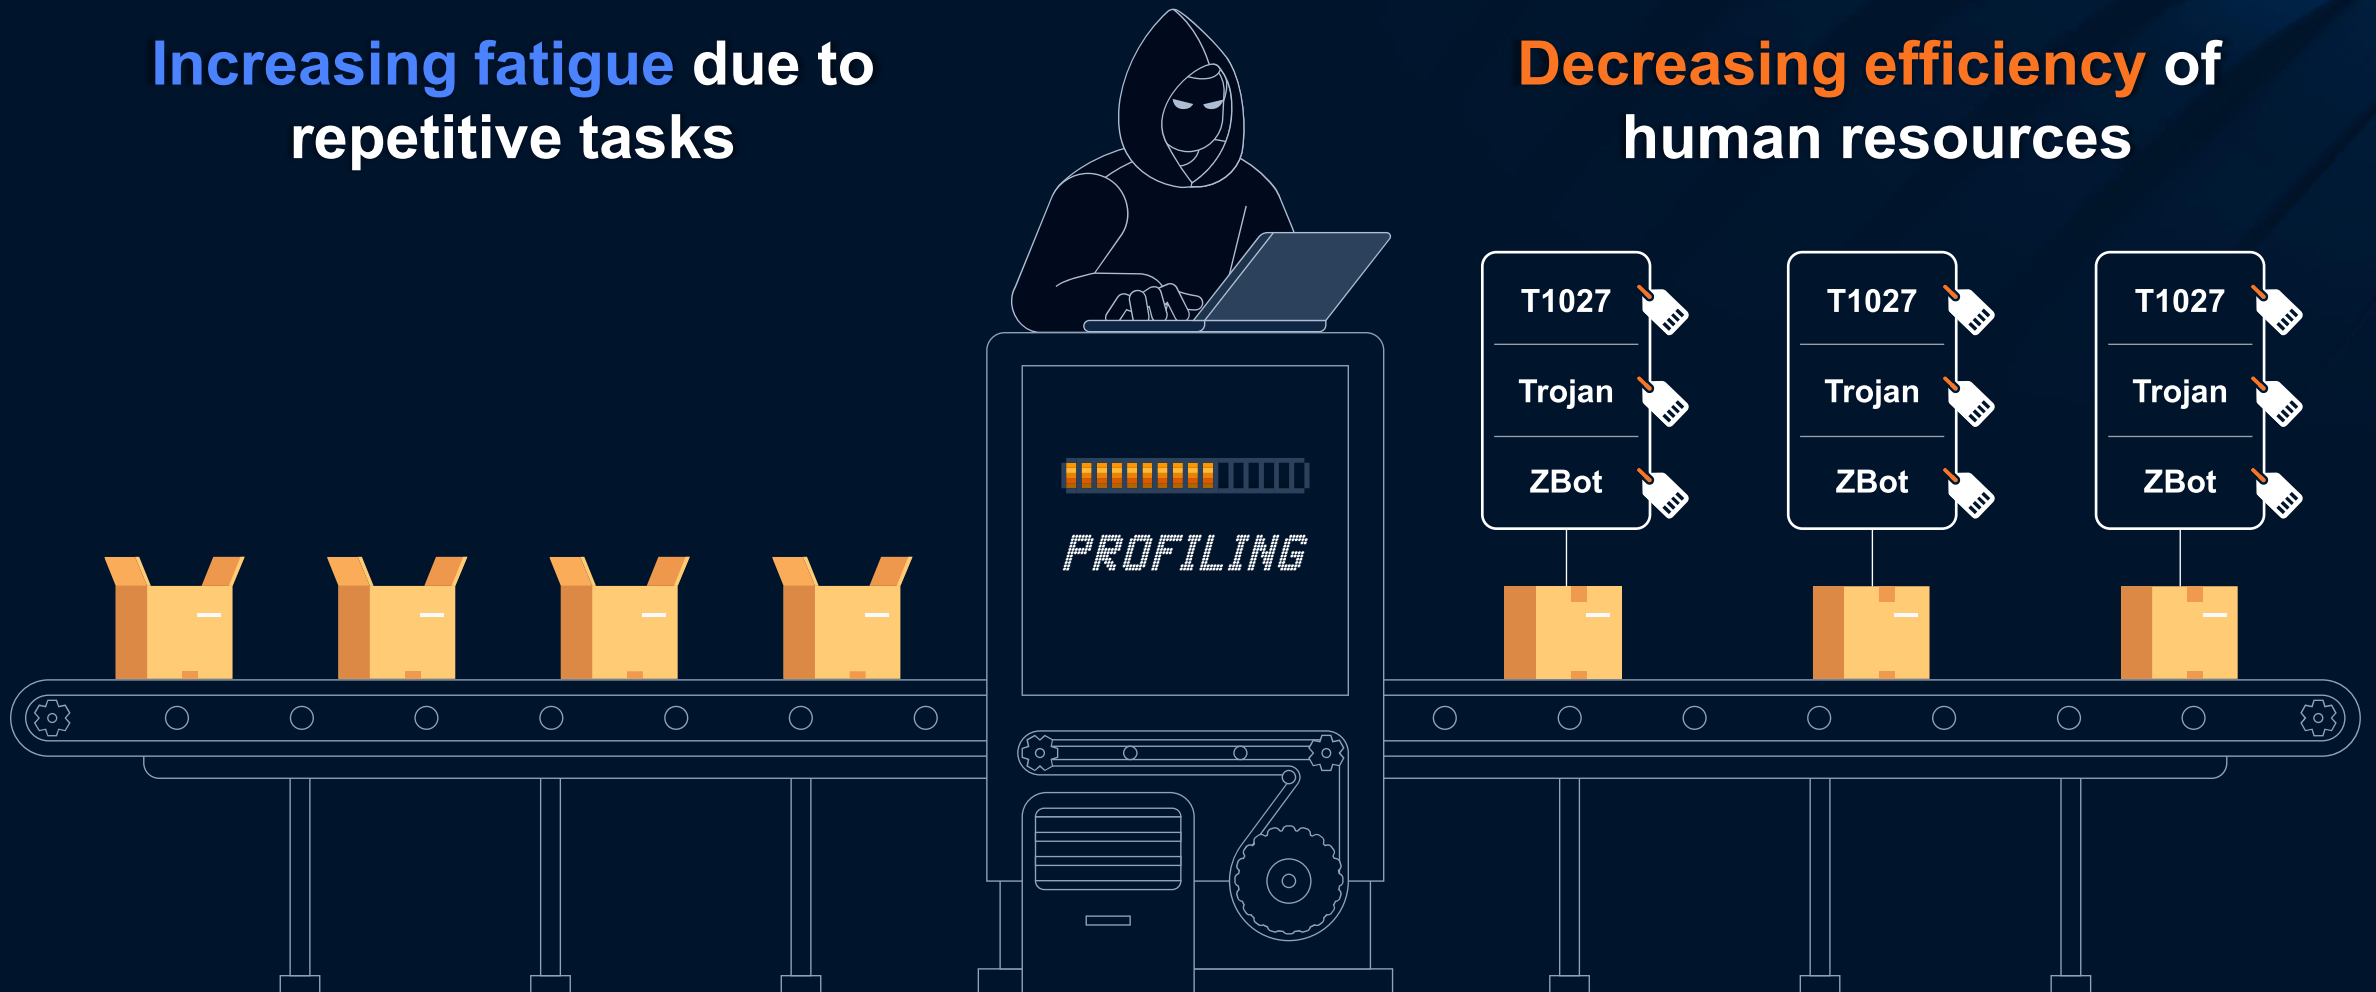 Increasing fatigue due to
repetitive tasks
Decreasing efficiency of
human resources
PROFILING
T1027
Trojan
ZBot
T1027
Trojan
ZBot
T1027
Trojan
ZBot